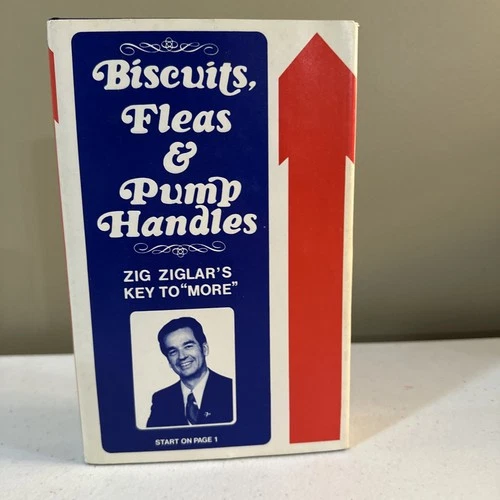 Biscuits,
Fleas
&
Pump
Handles
ZIG ZIGLAR'S
KEY TO "MORE"
START ON PAGE 1